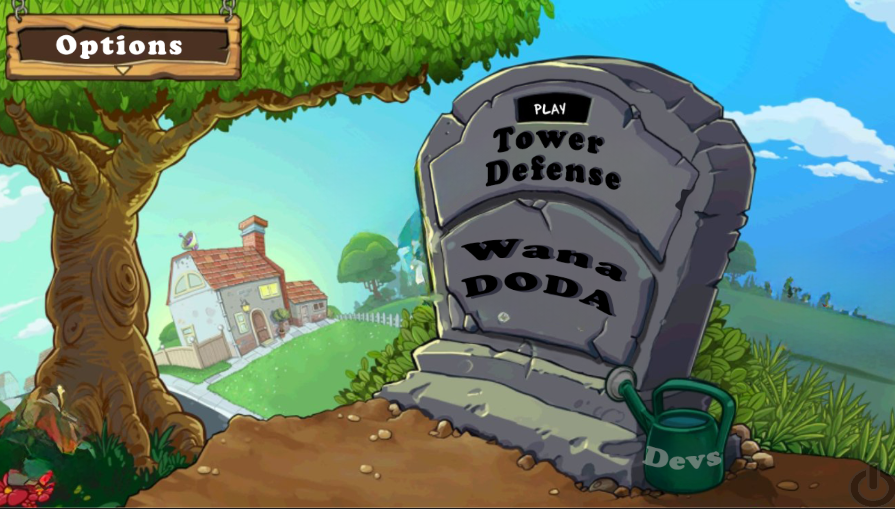 Options
PLAY
Tower
Defense
Wana
DODA
Devs